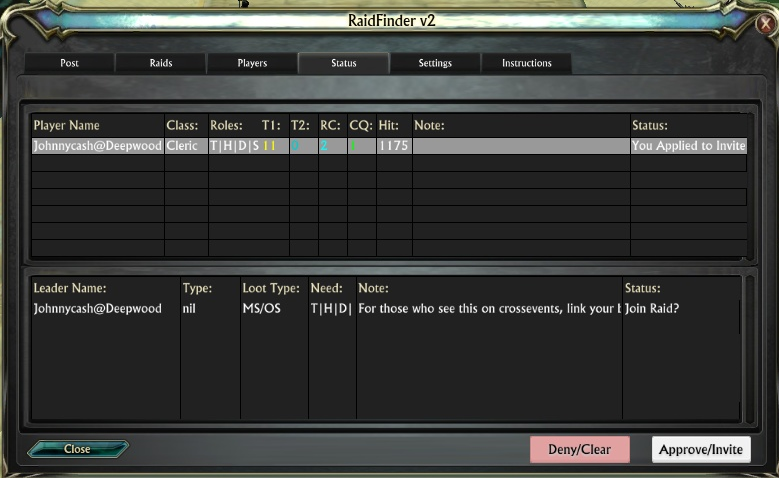 RaidFinder v2
Post Raids Players Status Settings Instructions
Player Name Class: Roles: T1: T2: RC: CQ: Hit: Note: Status:
Johnnycash@Deepwood Cleric T|H|D|S 11 0 2 1175 You Applied to Invite
Leader Name: Type: Loot Type: Need: Note: Status:
Johnnycash@Deepwood nil MS/OS T|H|D| For those who see this on crossevents, link your Join Raid?
Close Deny/Clear Approve/Invite